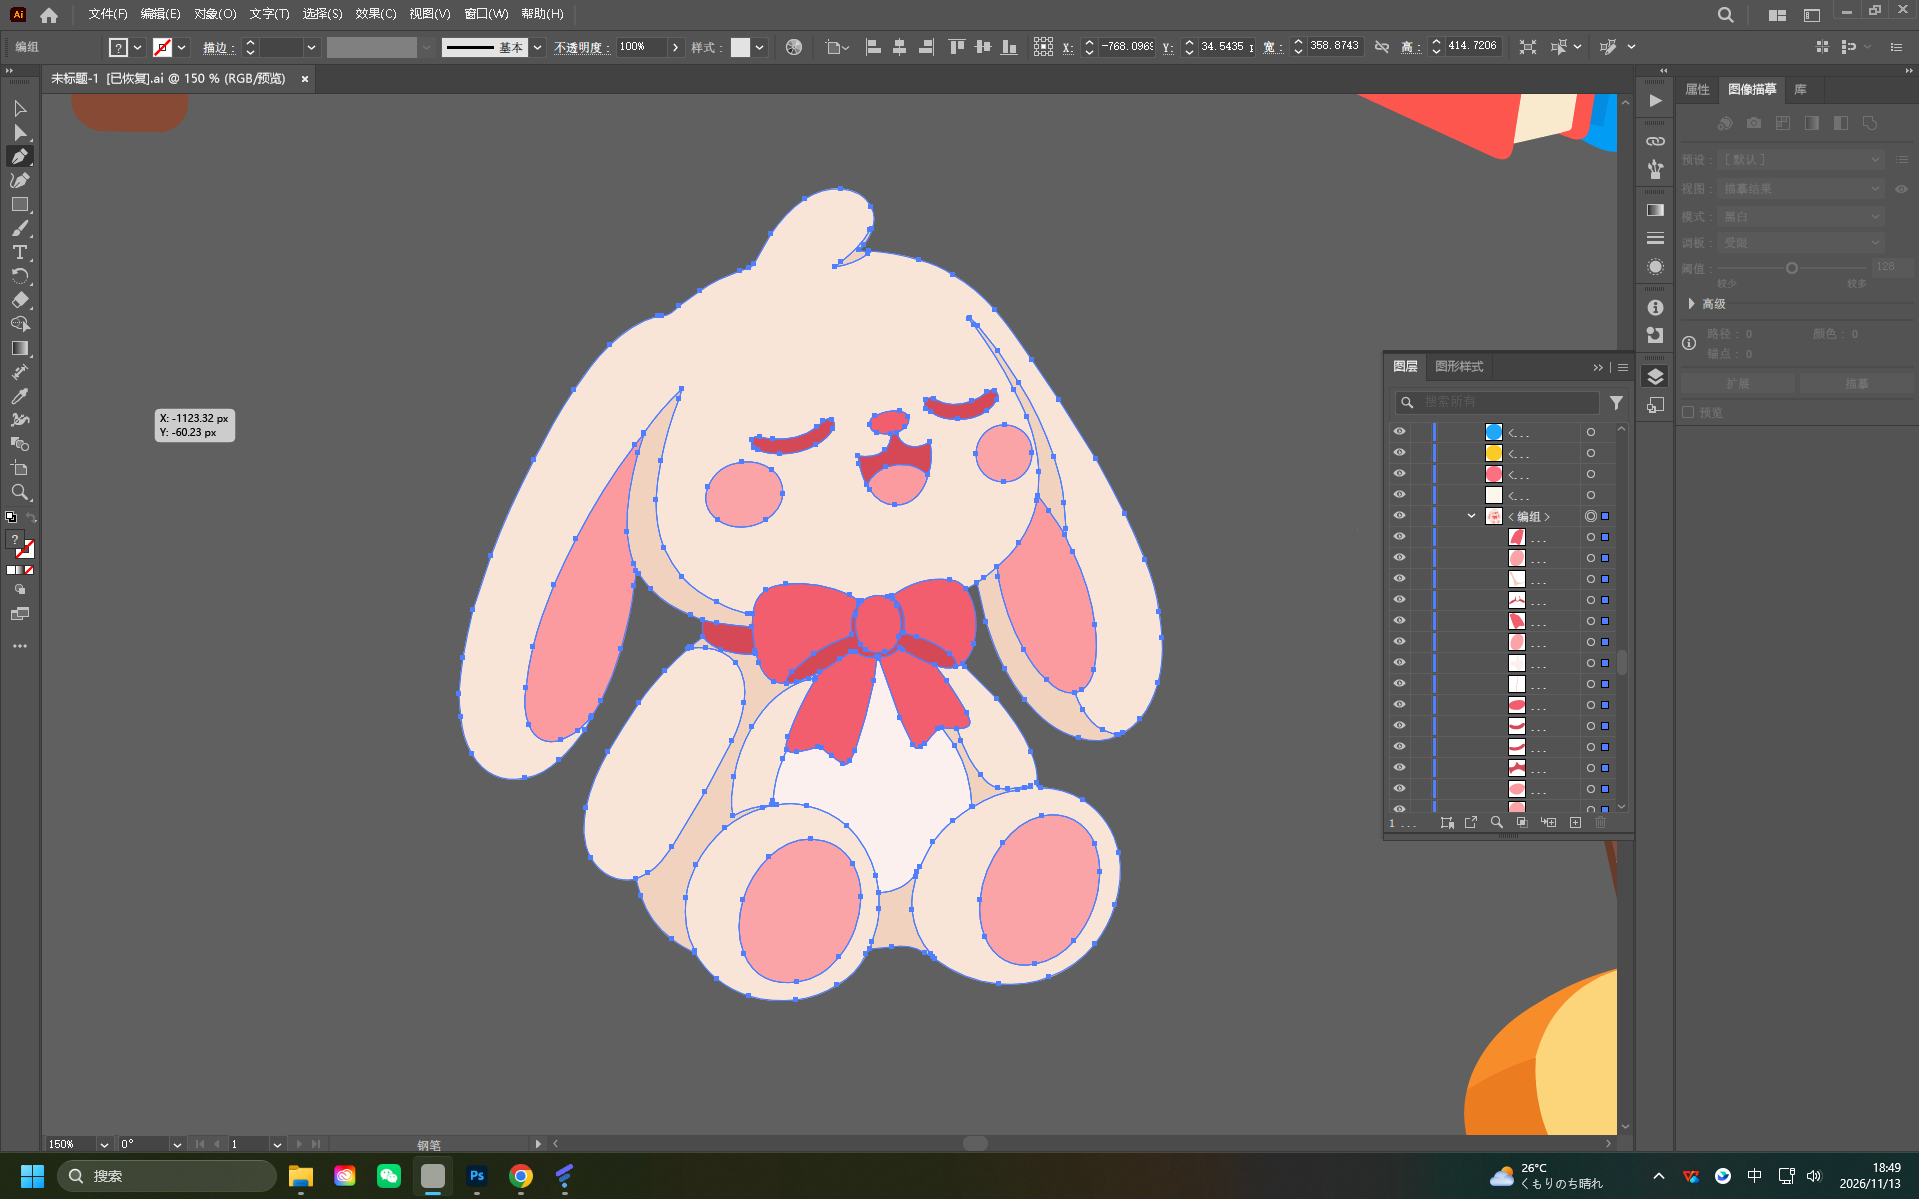 Ai 文件(F) 编辑(E) 对象(O) 文字(T) 选择(S) 效果(C) 视图(V) 窗口(W) 帮助(H)
编组 ? 描边: 基本 不透明度: 100% 样式: X: -768.0969 Y: 34.5435 宽: 358.8743 高: 414.7206
未标题-1 [已恢复].ai @ 150 % (RGB/预览) ×
属性 图像描摹 库
预设: [默认]
视图: 描摹结果
模式: 黑白
调板: 受限
阈值: 128
较少 较多
高级
路径: 0 颜色: 0
锚点: 0
扩展 描摹
预览
图层 图形样式
搜索所有
<...
<...
<...
<...
<编组>
...
...
...
...
...
...
...
...
...
...
...
...
...
1 ...
X: -1123.32 px
Y: -60.23 px
T
?
150% 0° 1 钢笔
搜索
Ps
26°C
くもりのち晴れ
中
18:49
2026/11/13